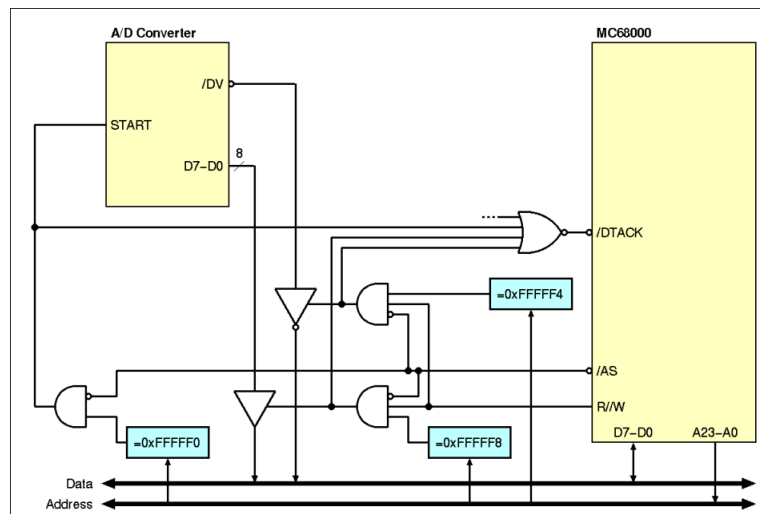 A/D Converter
MC68000
/DV
START
8
D7-D0
/DTACK
=0xFFFFF4
/AS
R//W
=0xFFFFF0
=0xFFFFF8
D7-D0
A23-A0
Data
Address